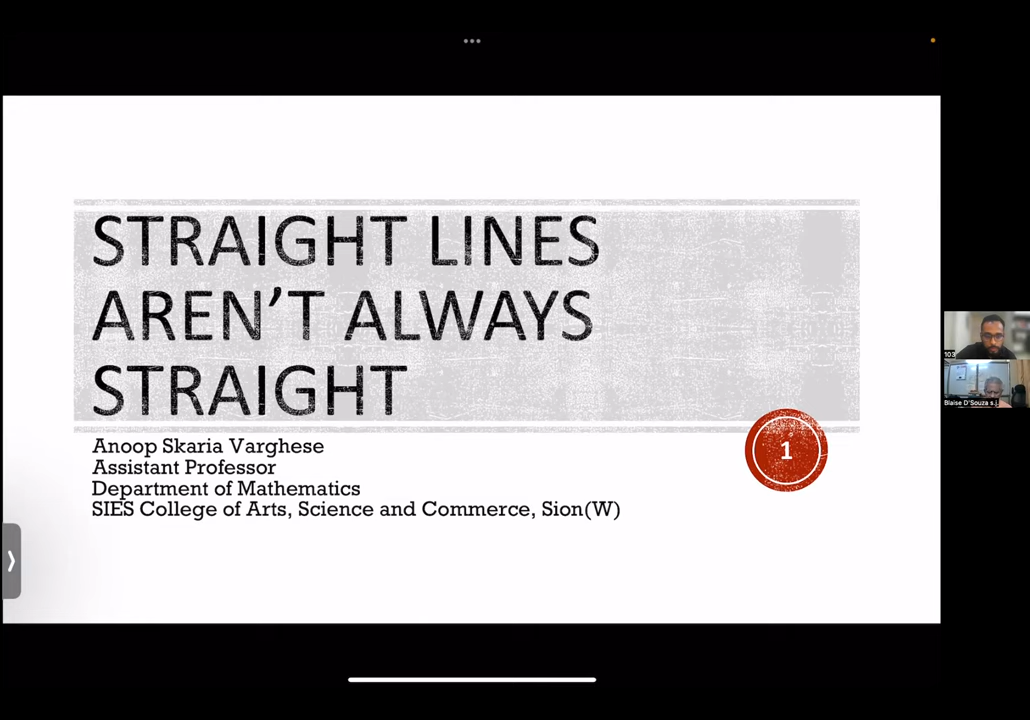 STRAIGHT LINES
AREN'T ALWAYS
STRAIGHT
Anoop Skaria Varghese
Assistant Professor
Department of Mathematics
SIES College of Arts, Science and Commerce, Sion(W)
1
103
Blaise D'Souza s.j.